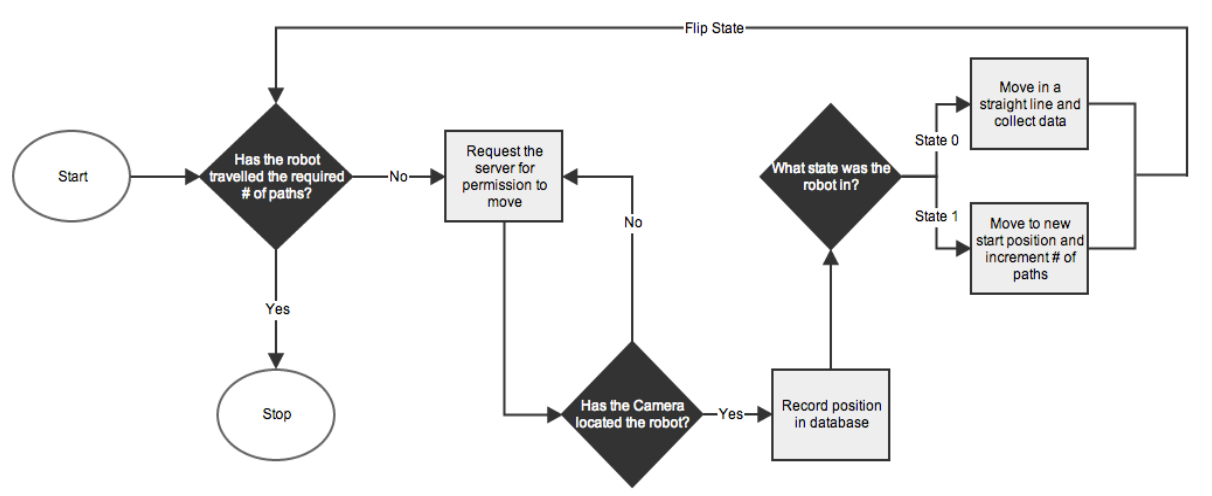 Flip State
Start
Has the robot
travelled the required
# of paths?
No
Request the
server for
permission to
move
No
Yes
Stop
Has the Camera
located the robot?
Yes
Record position
in database
What state was the
robot in?
State 0
Move in a
straight line and
collect data
State 1
Move to new
start position and
increment # of
paths